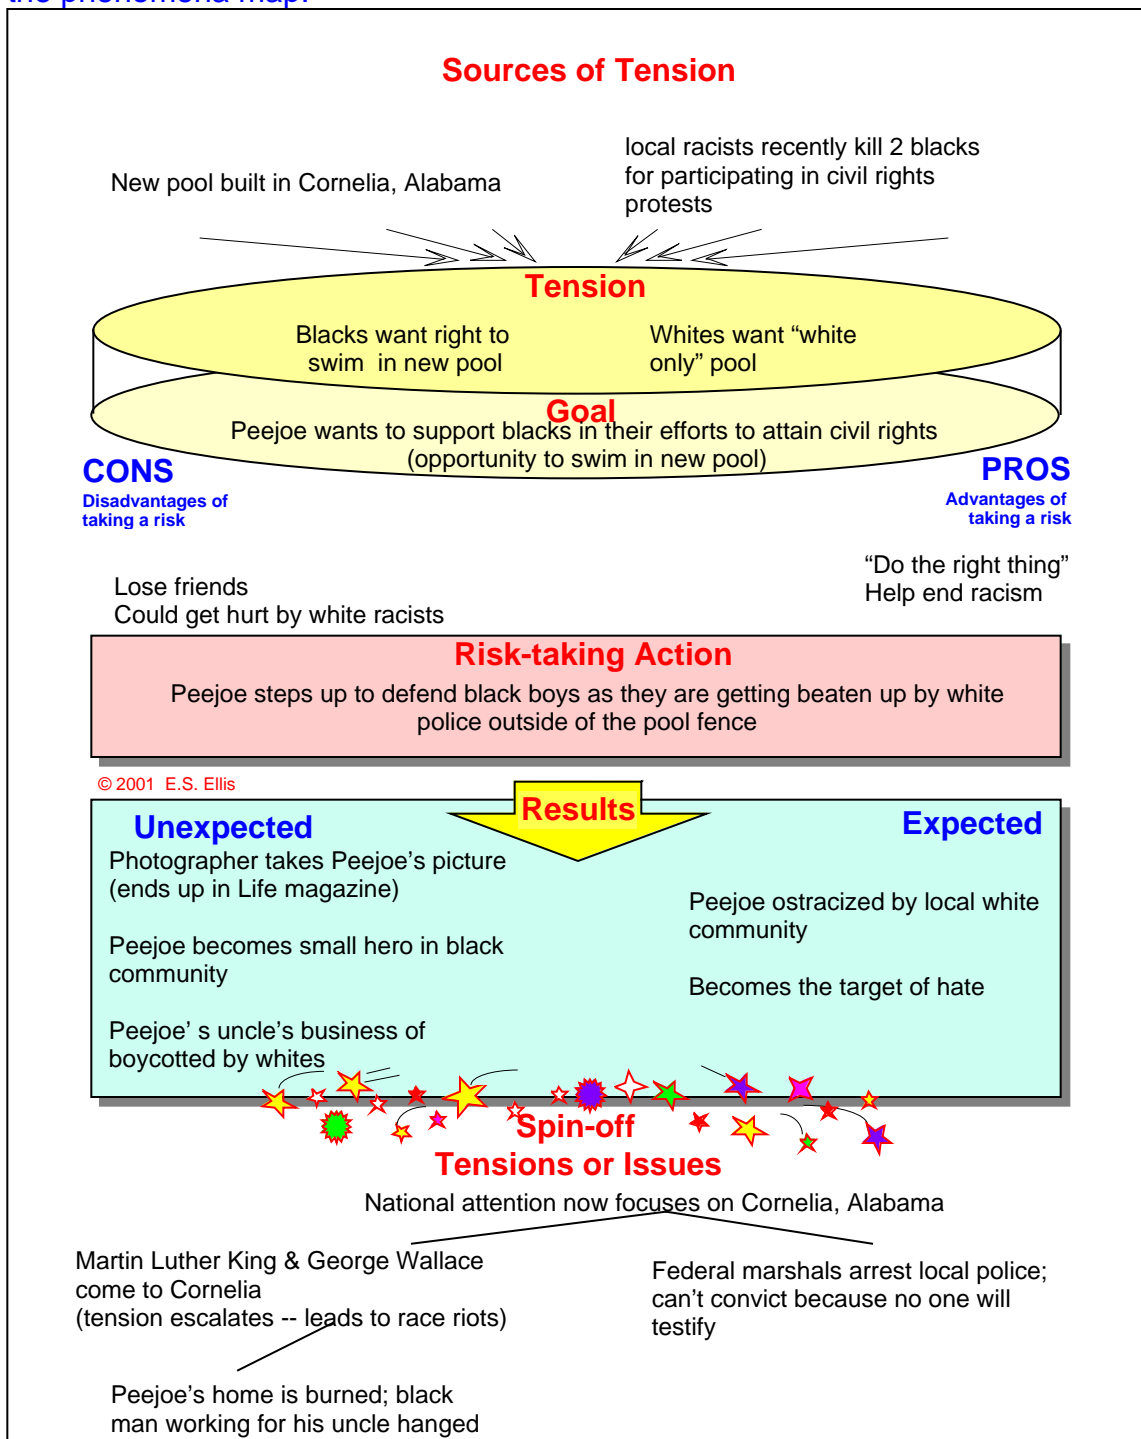 the phenomena map.
Sources of Tension
New pool built in Cornelia, Alabama
local racists recently kill 2 blacks
for participating in civil rights
protests
Tension
Blacks want right to
swim in new pool
Whites want “white
only” pool
Goal
Peejoe wants to support blacks in their efforts to attain civil rights
(opportunity to swim in new pool)
CONS
Disadvantages of
taking a risk
PROS
Advantages of
taking a risk
Lose friends
Could get hurt by white racists
“Do the right thing”
Help end racism
Risk-taking Action
Peejoe steps up to defend black boys as they are getting beaten up by white
police outside of the pool fence
© 2001 E.S. Ellis
Results
Unexpected
Photographer takes Peejoe’s picture
(ends up in Life magazine)
Peejoe becomes small hero in black
community
Peejoe’ s uncle’s business of
boycotted by whites
Expected
Peejoe ostracized by local white
community
Becomes the target of hate
Spin-off
Tensions or Issues
National attention now focuses on Cornelia, Alabama
Martin Luther King & George Wallace
come to Cornelia
(tension escalates -- leads to race riots)
Federal marshals arrest local police;
can’t convict because no one will
testify
Peejoe’s home is burned; black
man working for his uncle hanged